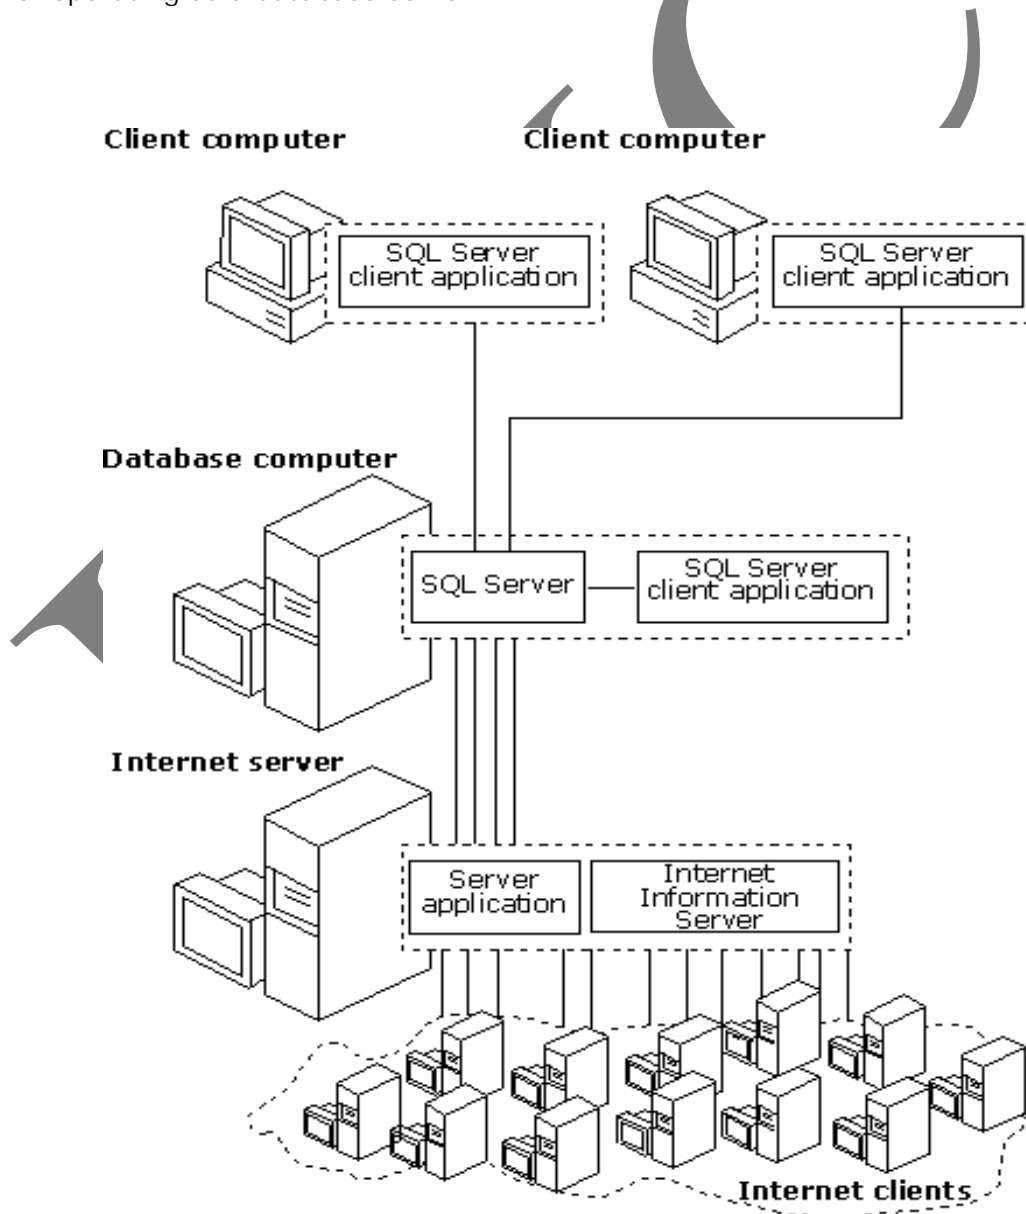 Client computer
Client computer
SQL Server
client application
SQL Server
client application
Database computer
SQL Server
SQL Server
client application
Internet server
Server
application
Internet
Information
Server
Internet clients